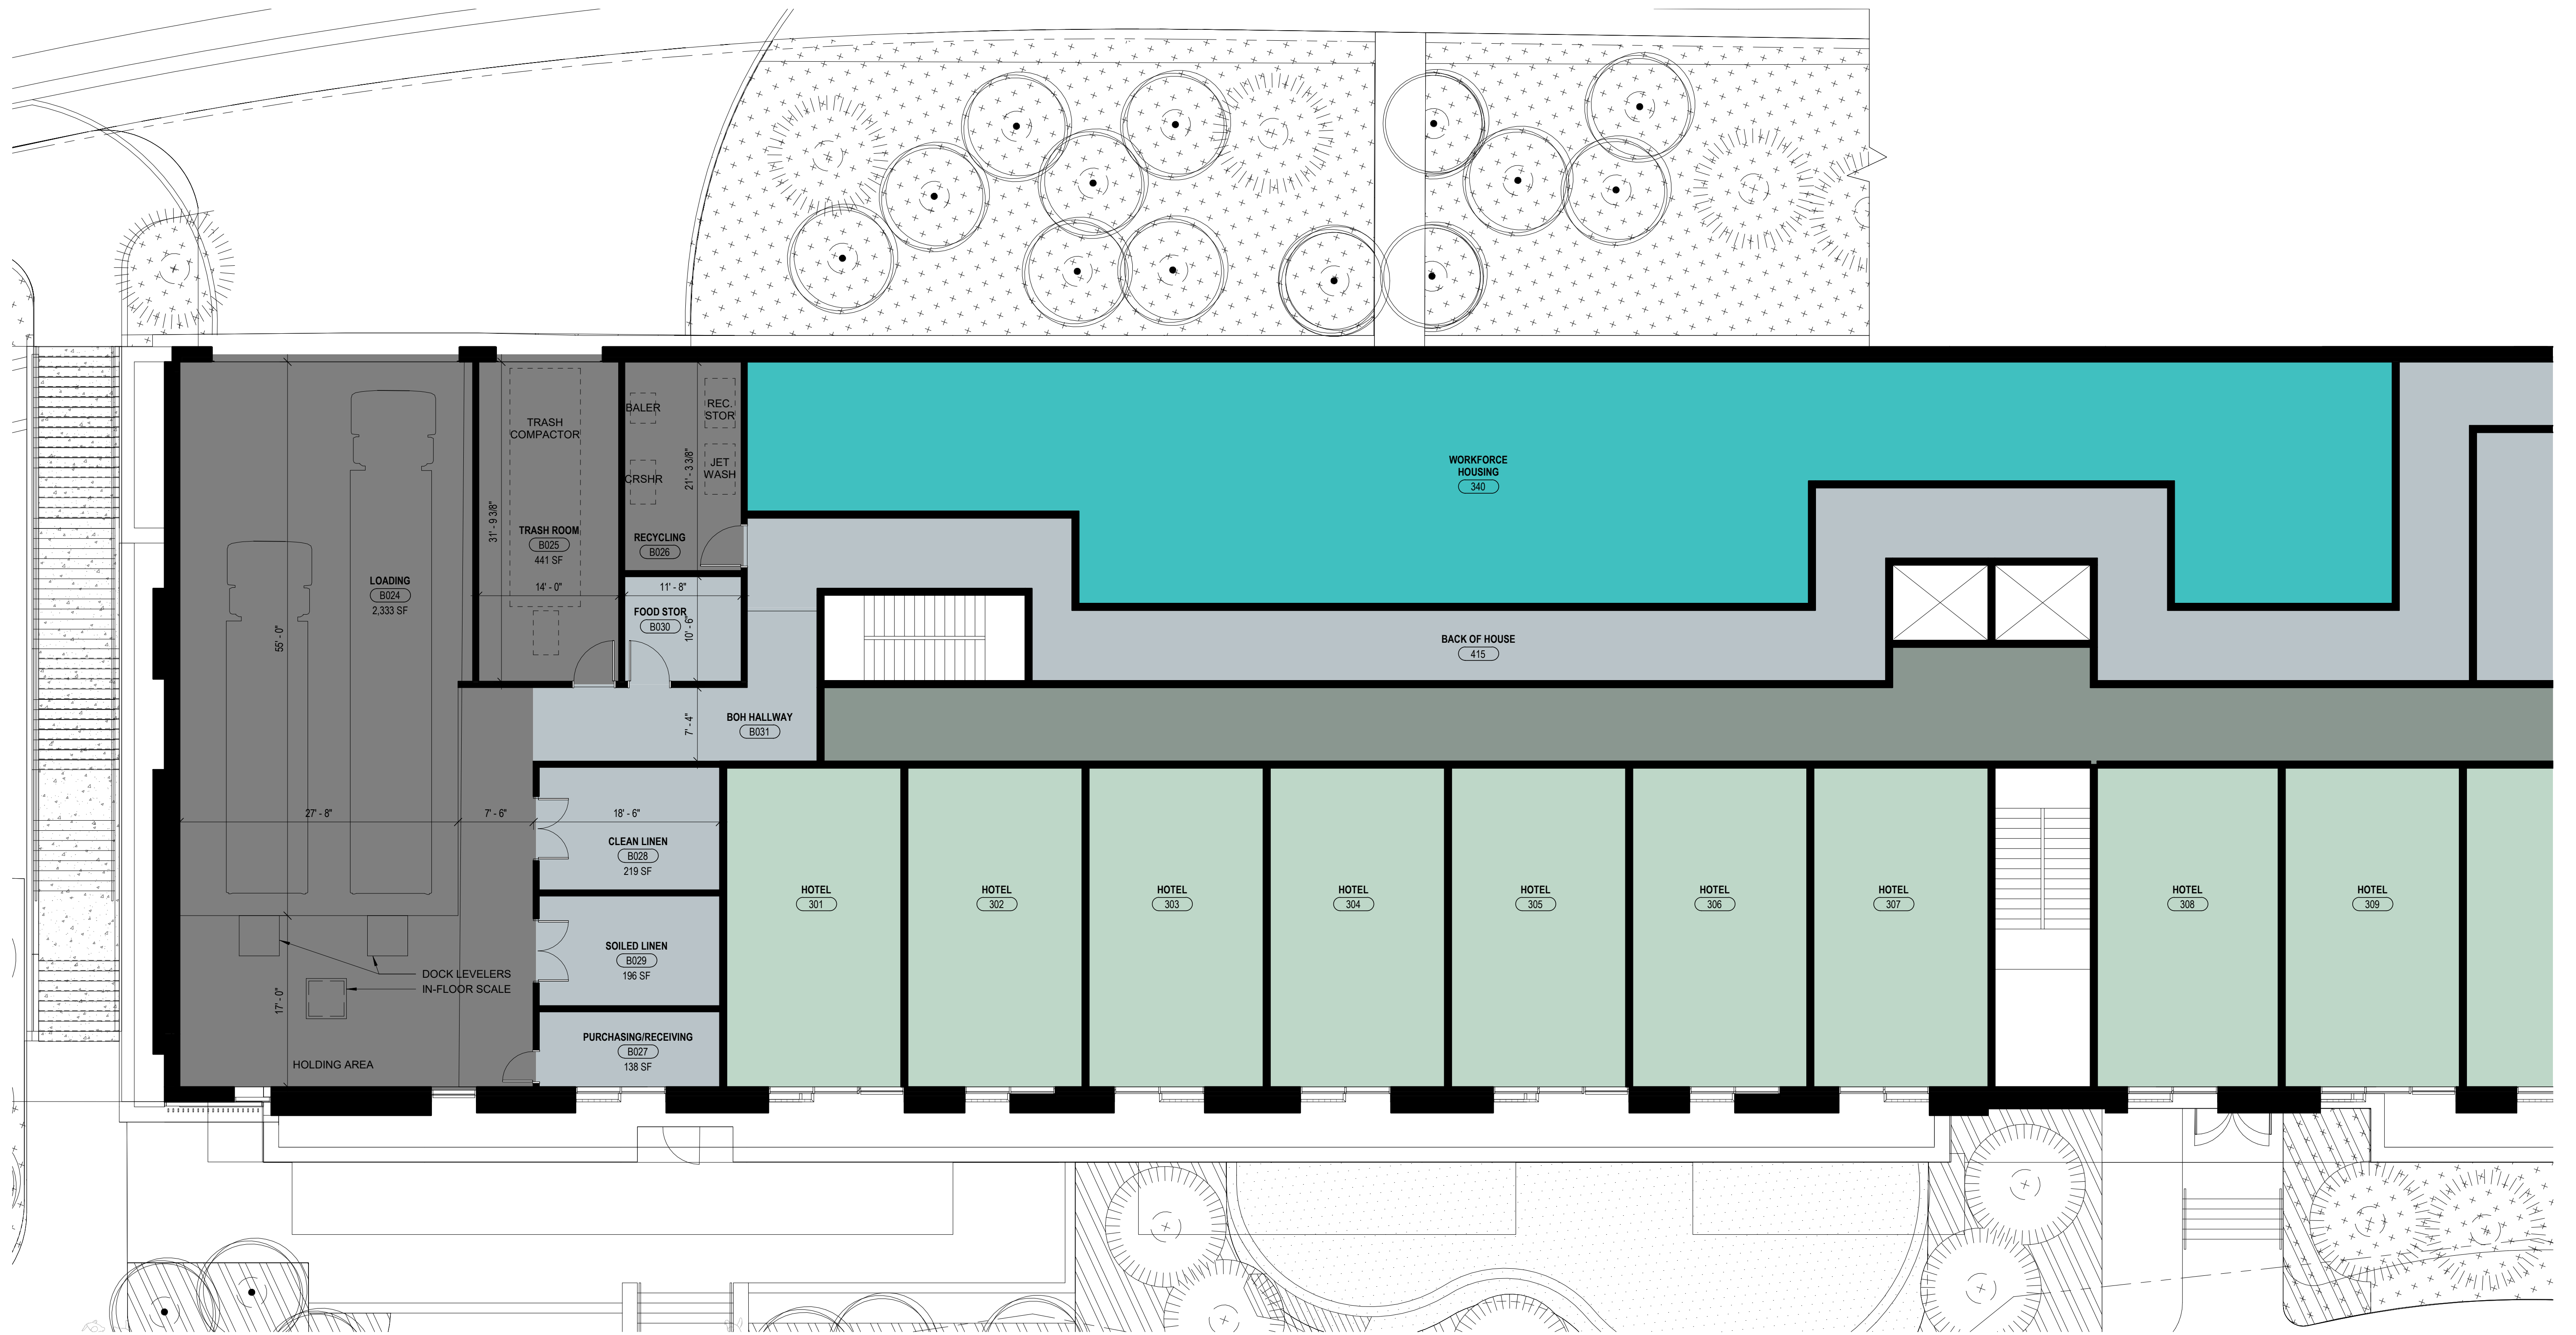 BALER
REC.
STOR
TRASH
COMPACTOR
CRSHR
JET
WASH
21' - 3 3/8"
31' - 9 3/8"
TRASH ROOM
B025
441 SF
RECYCLING
B026
WORKFORCE
HOUSING
340
LOADING
B024
2,333 SF
14' - 0"
11' - 8"
FOOD STOR
B030
10' - 6"
55' - 0"
BACK OF HOUSE
415
BOH HALLWAY
B031
7' - 4"
27' - 8"
7' - 6"
18' - 6"
CLEAN LINEN
B028
219 SF
HOTEL
301
HOTEL
302
HOTEL
303
HOTEL
304
HOTEL
305
HOTEL
306
HOTEL
307
HOTEL
308
HOTEL
309
SOILED LINEN
B029
196 SF
DOCK LEVELERS
IN-FLOOR SCALE
17' - 0"
PURCHASING/RECEIVING
B027
138 SF
HOLDING AREA